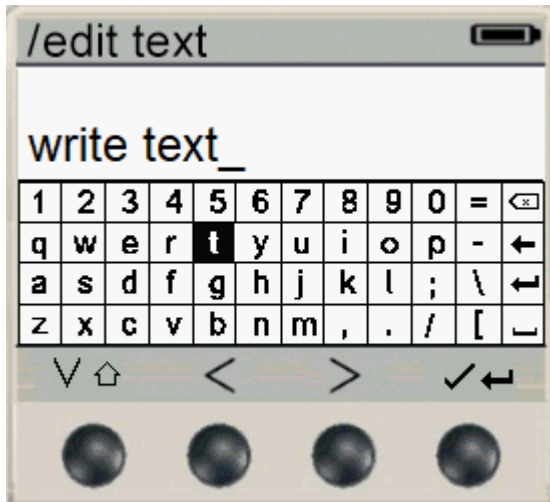 /edit text
write text_
1 2 3 4 5 6 7 8 9 0 =
q w e r t y u i o p -
a s d f g h j k l ; \
z x c v b n m , . / [